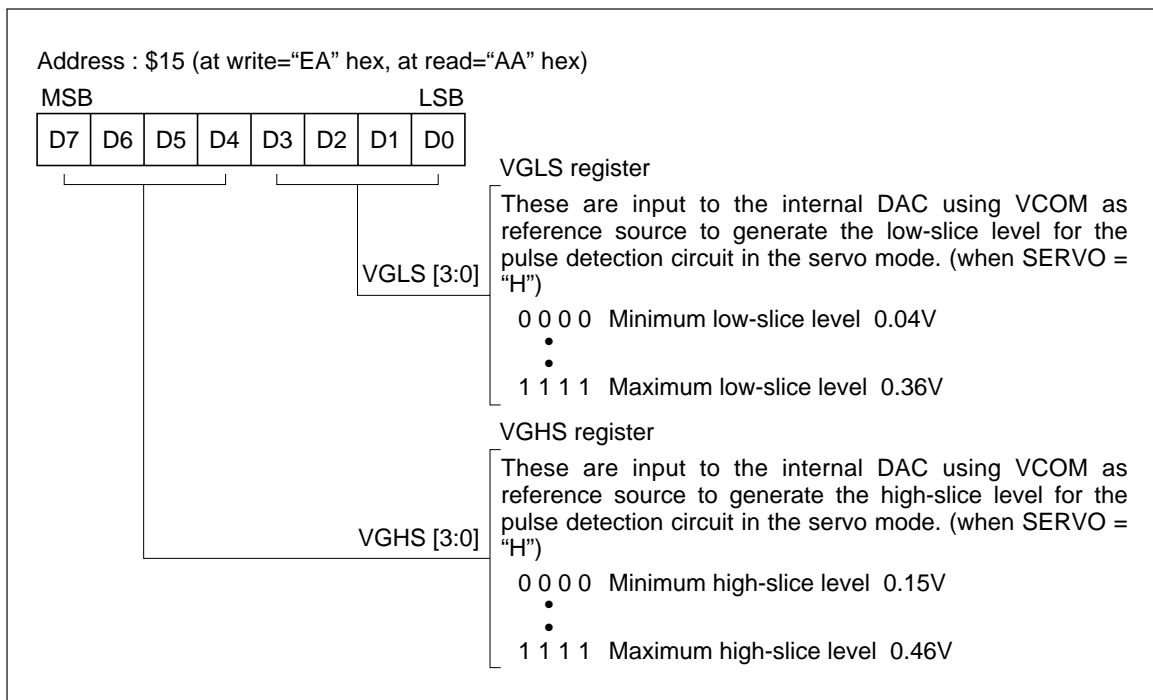 Address : $15 (at write=“EA” hex, at read=“AA” hex)
MSB LSB
D7 D6 D5 D4 D3 D2 D1 D0
VGLS register
These are input to the internal DAC using VCOM as
reference source to generate the low-slice level for the
pulse detection circuit in the servo mode. (when SERVO =
“H”)
VGLS [3:0]
0 0 0 0 Minimum low-slice level 0.04V
•
•
1 1 1 1 Maximum low-slice level 0.36V
VGHS register
These are input to the internal DAC using VCOM as
reference source to generate the high-slice level for the
pulse detection circuit in the servo mode. (when SERVO =
“H”)
VGHS [3:0]
0 0 0 0 Minimum high-slice level 0.15V
•
•
1 1 1 1 Maximum high-slice level 0.46V